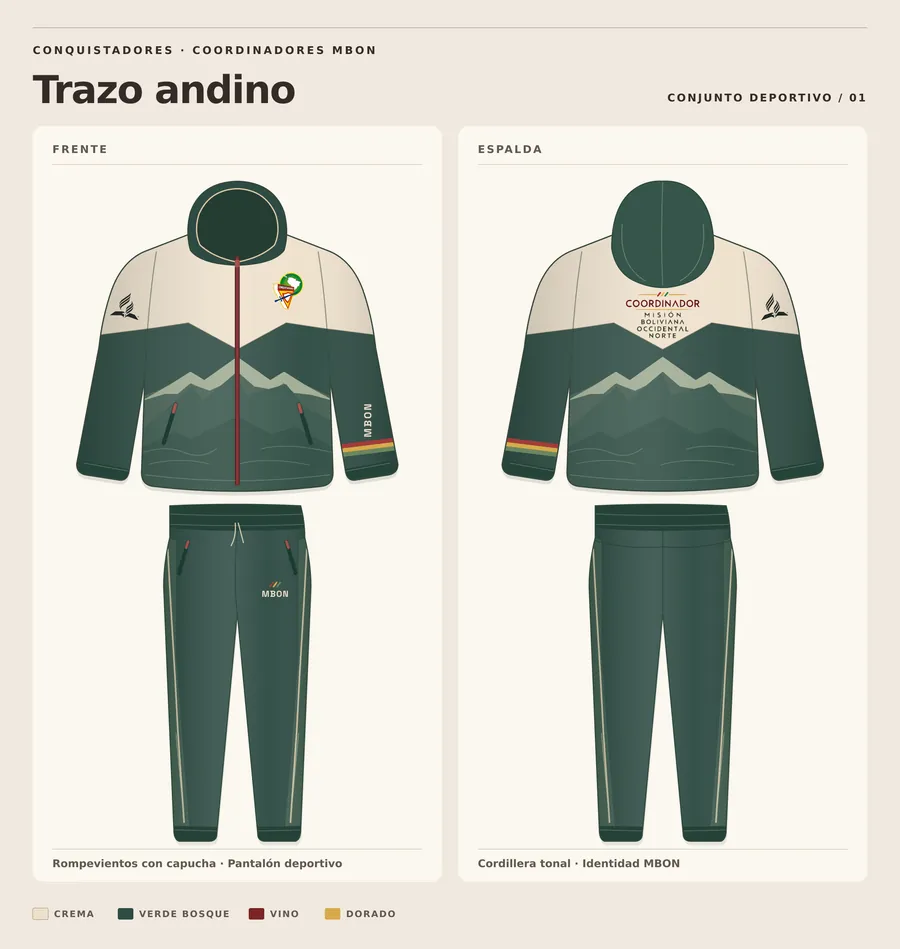 CONQUISTADORES · COORDINADORES MBON
Trazo andino
CONJUNTO DEPORTIVO / 01
FRENTE
MBON
MBON
Rompevientos con capucha · Pantalón deportivo
ESPALDA
COORDINADOR
MISIÓN
BOLIVIANA
OCCIDENTAL
NORTE
Cordillera tonal · Identidad MBON
CREMA
VERDE BOSQUE
VINO
DORADO